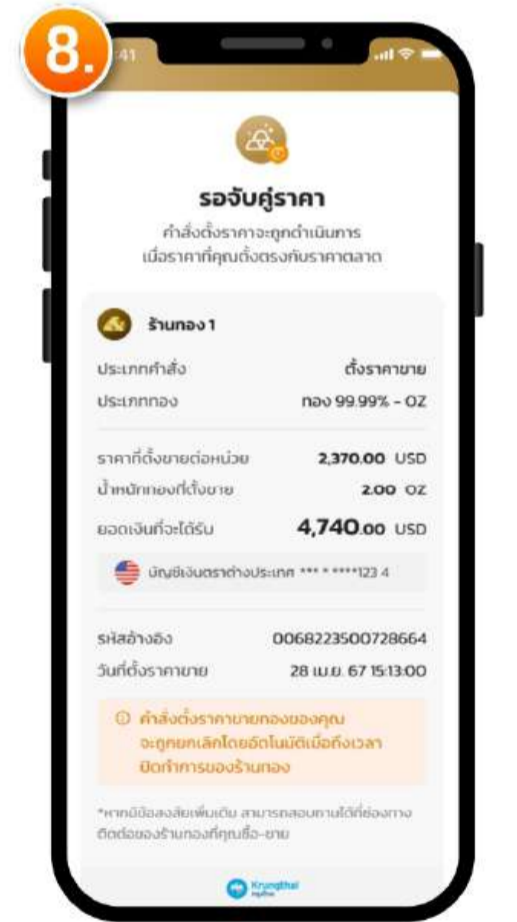 8.
41
รอจับคู่ราคา
คำสั่งตั้งราคาจะถูกดำเนินการ
เมื่อราคาที่คุณตั้งตรงกับราคาตลาด
ร้านทอง 1
ประเภทคำสั่ง ตั้งราคาขาย
ประเภททอง ทอง 99.99% - OZ
ราคาที่ตั้งขายต่อหน่วย 2,370.00 USD
น้ำหนักทองที่ตั้งขาย 2.00 OZ
ยอดเงินที่จะได้รับ 4,740.00 USD
บัญชีเงินตราต่างประเทศ *** * ****123 4
รหัสอ้างอิง 0068223500728664
วันที่ตั้งราคาขาย 28 เม.ย. 67 15:13:00
คำสั่งตั้งราคาขายทองของคุณ
จะถูกยกเลิกโดยอัตโนมัติเมื่อถึงเวลา
ปิดทำการของร้านทอง
*หากมีข้อสงสัยเพิ่มเติม สามารถสอบถามได้ที่ช่องทาง
ติดต่อของร้านทองที่คุณซื้อ-ขาย
Krungthai
กรุงไทย